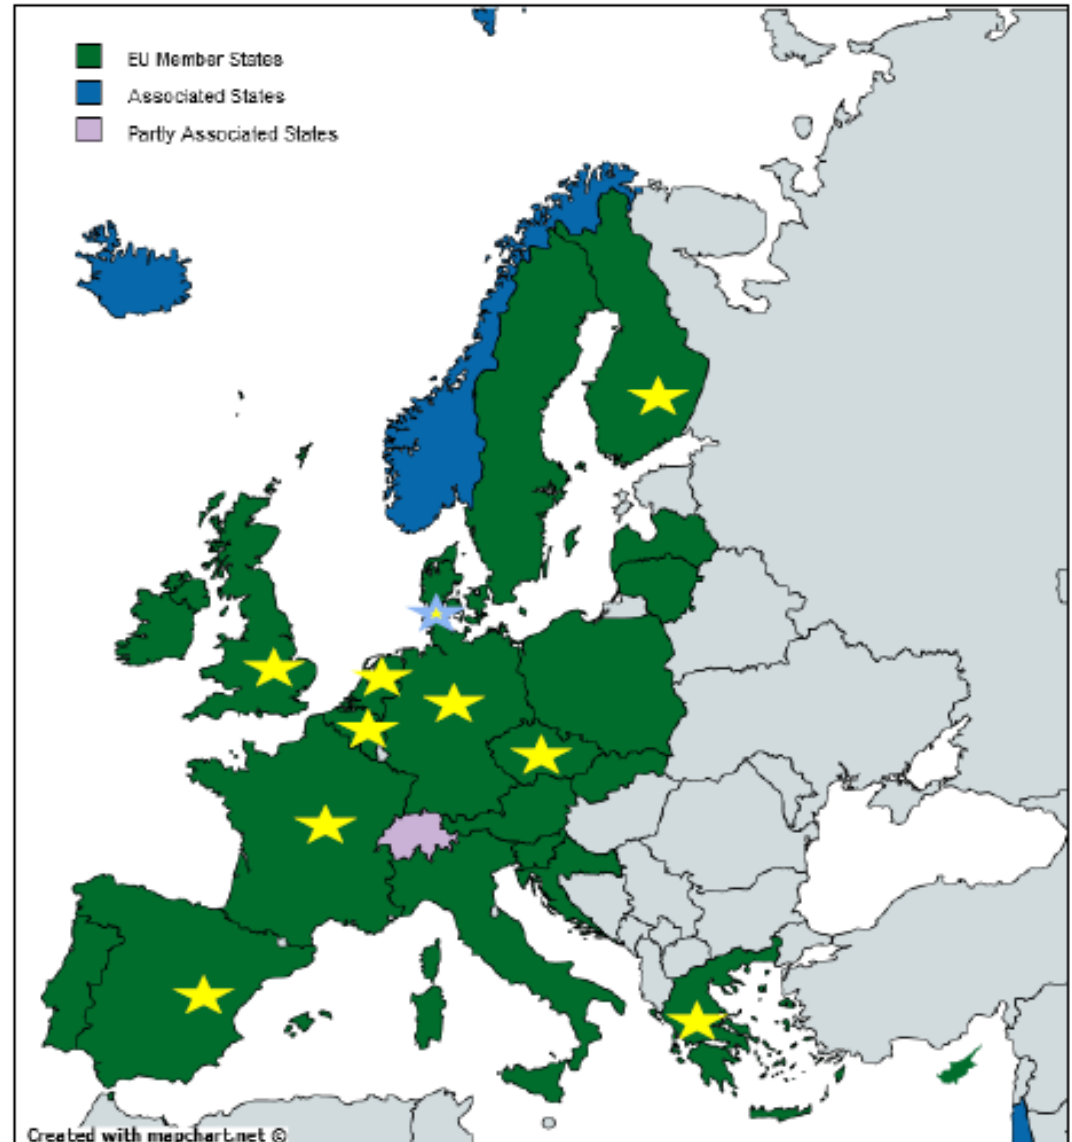 EU Member States
Associated States
Partly Associated States
Created with mapchart.net ©